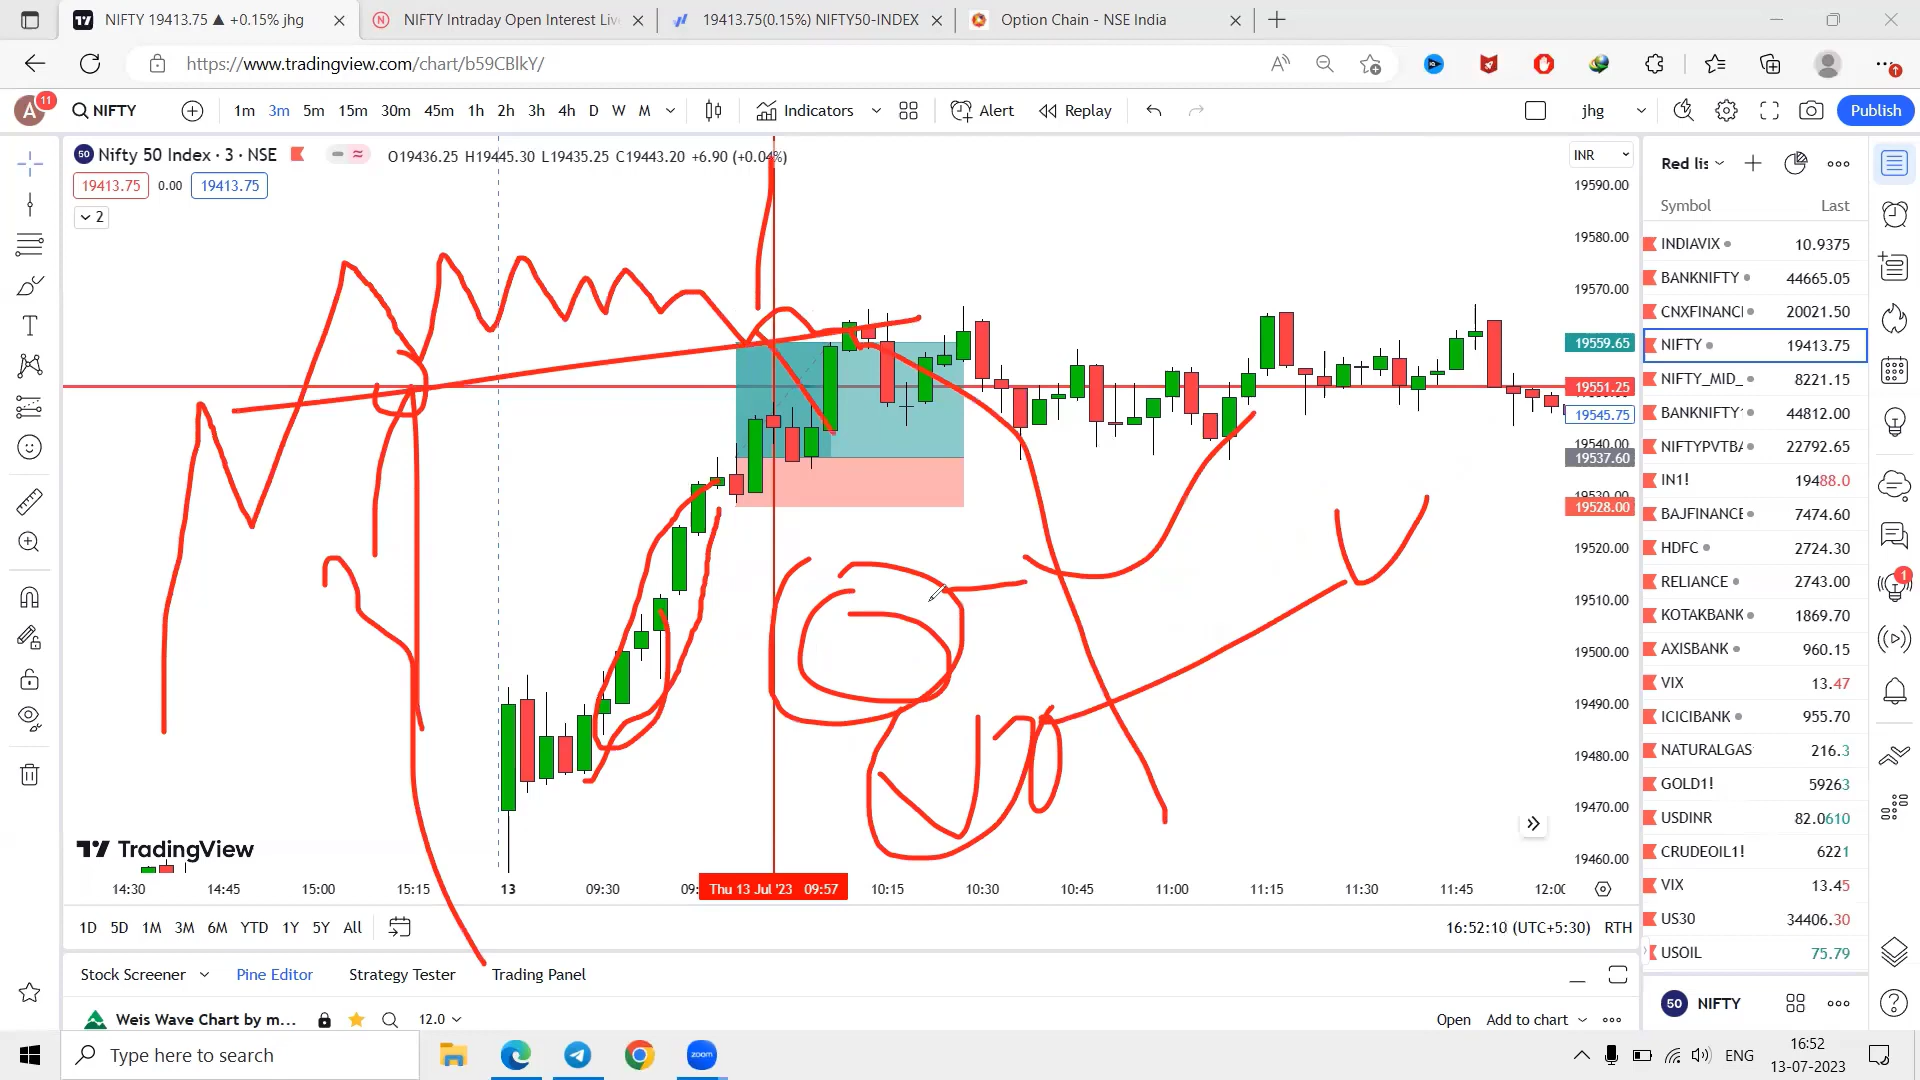 NIFTY 19413.75 ▲ +0.15% jhg
NIFTY Intraday Open Interest Liv
19413.75(0.15%) NIFTY50-INDEX
Option Chain - NSE India
https://www.tradingview.com/chart/b59CBlkY/
A 11
NIFTY
1m 3m 5m 15m 30m 45m 1h 2h 3h 4h D W M
Indicators
Alert
Replay
jhg
Publish
50 Nifty 50 Index · 3 · NSE
O19436.25 H19445.30 L19435.25 C19443.20 +6.90 (+0.04%)
INR
19413.75 0.00 19413.75
2
19590.00
19580.00
19570.00
19559.65
19551.25
19545.75
19540.00
19537.60
19530.00
19528.00
19520.00
19510.00
19500.00
19490.00
19480.00
19470.00
19460.00
TradingView
14:30 14:45 15:00 15:15 13 09:30 09: Thu 13 Jul '23 09:57 10:15 10:30 10:45 11:00 11:15 11:30 11:45 12:00
1D 5D 1M 3M 6M YTD 1Y 5Y All
16:52:10 (UTC+5:30) RTH
Stock Screener Pine Editor Strategy Tester Trading Panel
Weis Wave Chart by m... 12.0
Open Add to chart
Red lis
Symbol Last
INDIAVIX 10.9375
BANKNIFTY 44665.05
CNXFINANCI 20021.50
NIFTY 19413.75
NIFTY_MID_ 8221.15
BANKNIFTY 44812.00
NIFTYPVTBA 22792.65
IN1! 19488.0
BAJFINANCE 7474.60
HDFC 2724.30
RELIANCE 2743.00
KOTAKBANK 1869.70
AXISBANK 960.15
VIX 13.47
ICICIBANK 955.70
NATURALGAS 216.3
GOLD1! 59263
USDINR 82.0610
CRUDEOIL1! 6221
VIX 13.45
US30 34406.30
USOIL 75.79
50 NIFTY
1
Type here to search
zoom
ENG
16:52
13-07-2023